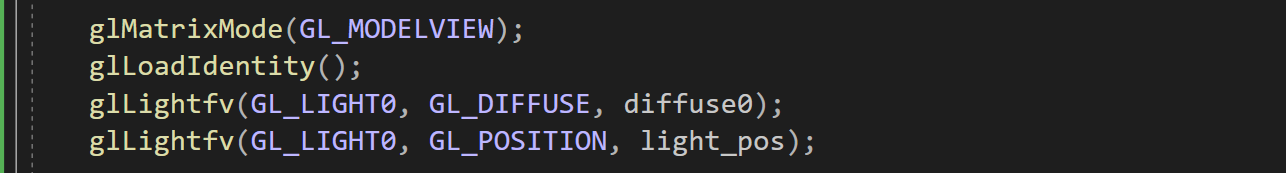 glMatrixMode(GL_MODELVIEW);
glLoadIdentity();
glLightfv(GL_LIGHT0, GL_DIFFUSE, diffuse0);
glLightfv(GL_LIGHT0, GL_POSITION, light_pos);